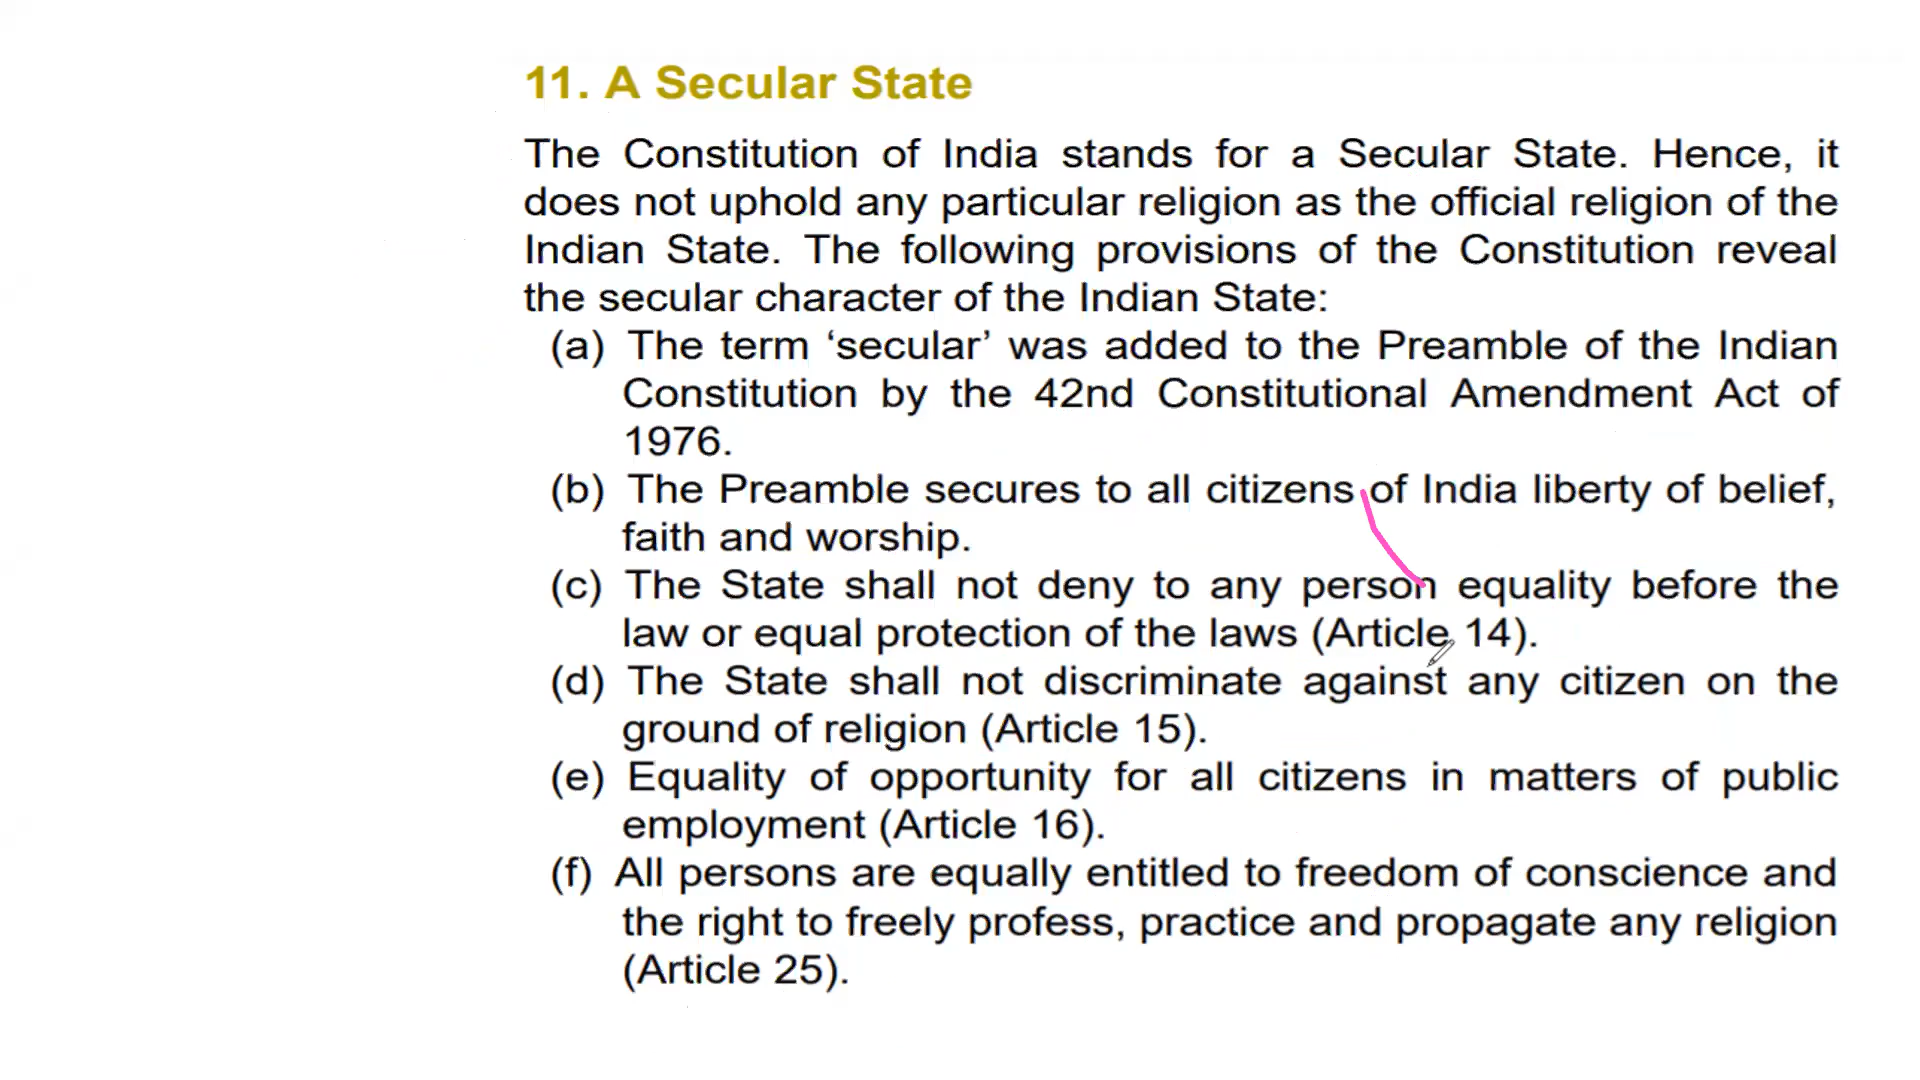 11. A Secular State
The Constitution of India stands for a Secular State. Hence, it
does not uphold any particular religion as the official religion of the
Indian State. The following provisions of the Constitution reveal
the secular character of the Indian State:
(a) The term ‘secular’ was added to the Preamble of the Indian
Constitution by the 42nd Constitutional Amendment Act of
1976.
(b) The Preamble secures to all citizens of India liberty of belief,
faith and worship.
(c) The State shall not deny to any person equality before the
law or equal protection of the laws (Article 14).
(d) The State shall not discriminate against any citizen on the
ground of religion (Article 15).
(e) Equality of opportunity for all citizens in matters of public
employment (Article 16).
(f) All persons are equally entitled to freedom of conscience and
the right to freely profess, practice and propagate any religion
(Article 25).